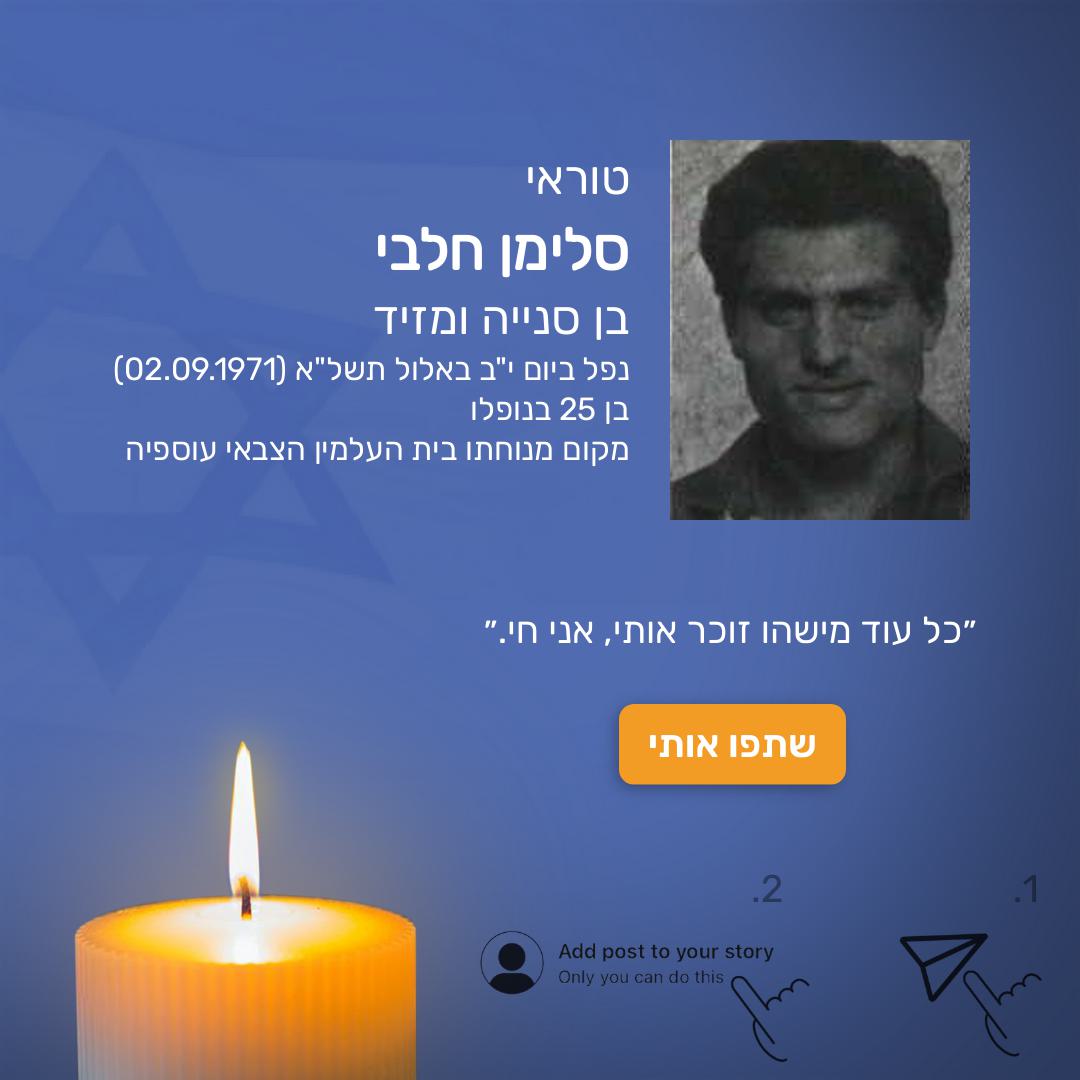 טוראי
סלימן חלבי
בן סנייה ומזיד
נפל ביום י"ב באלול תשל"א (02.09.1971)
בן 25 בנופלו
מקום מנוחתו בית העלמין הצבאי עוספיה
״כל עוד מישהו זוכר אותי, אני חי.״
שתפו אותי
1.
2.
Add post to your story
Only you can do this